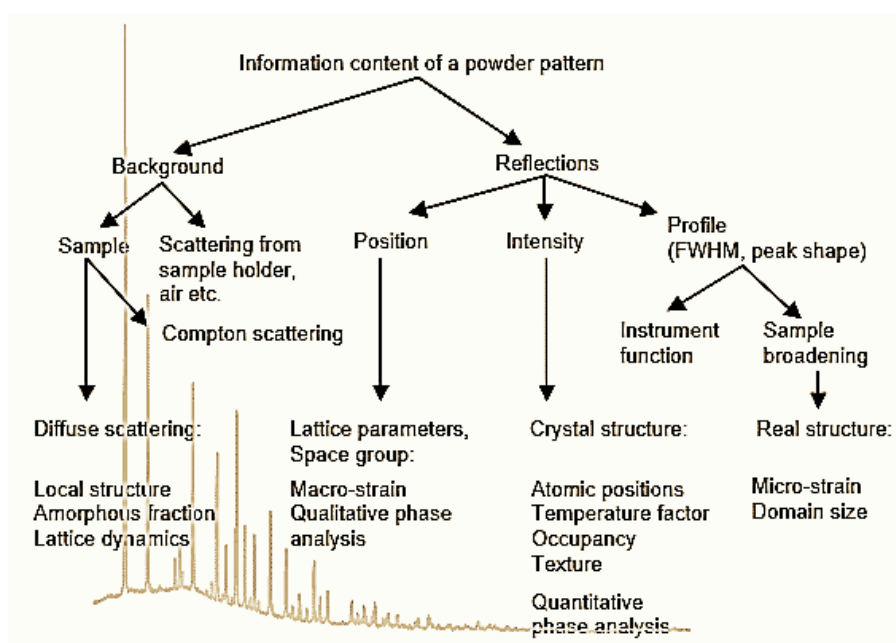 Information content of a powder pattern
Background
Reflections
Sample
Scattering from
sample holder,
air etc.
Position
Intensity
Profile
(FWHM, peak shape)
Compton scattering
Instrument
function
Sample
broadening
Diffuse scattering:
Local structure
Amorphous fraction
Lattice dynamics
Lattice parameters,
Space group:
Macro-strain
Qualitative phase
analysis
Crystal structure:
Atomic positions
Temperature factor
Occupancy
Texture
Quantitative
phase analysis
Real structure:
Micro-strain
Domain size